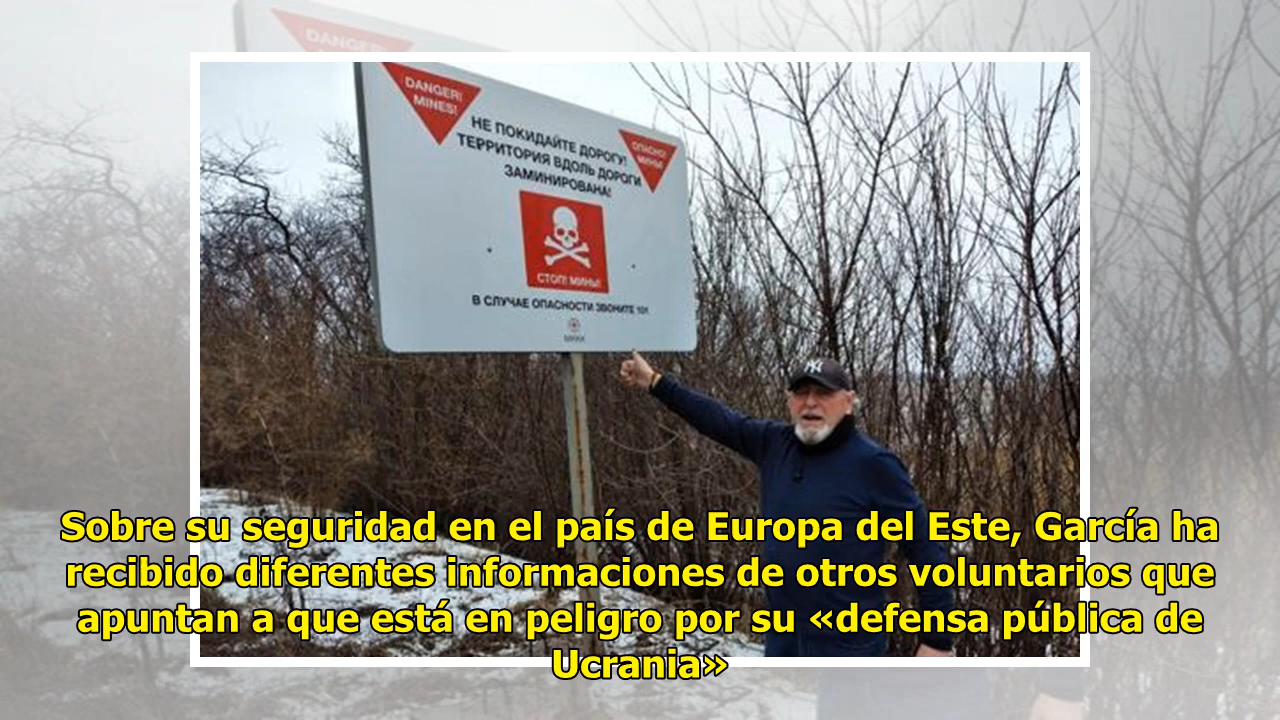 DANGER!
DANGER!
MINES!
НЕ ПОКИДАЙТЕ ДОРОГУ!
ТЕРРИТОРИЯ ВДОЛЬ ДОРОГИ
ЗАМИНИРОВАНА!
ОПАСНО!
МИНЫ!
СТОП! МИНЫ!
В СЛУЧАЕ ОПАСНОСТИ ЗВОНИТЕ 101
NY
Sobre su seguridad en el país de Europa del Este, García ha
recibido diferentes informaciones de otros voluntarios que
apuntan a que está en peligro por su «defensa pública de
Ucrania»